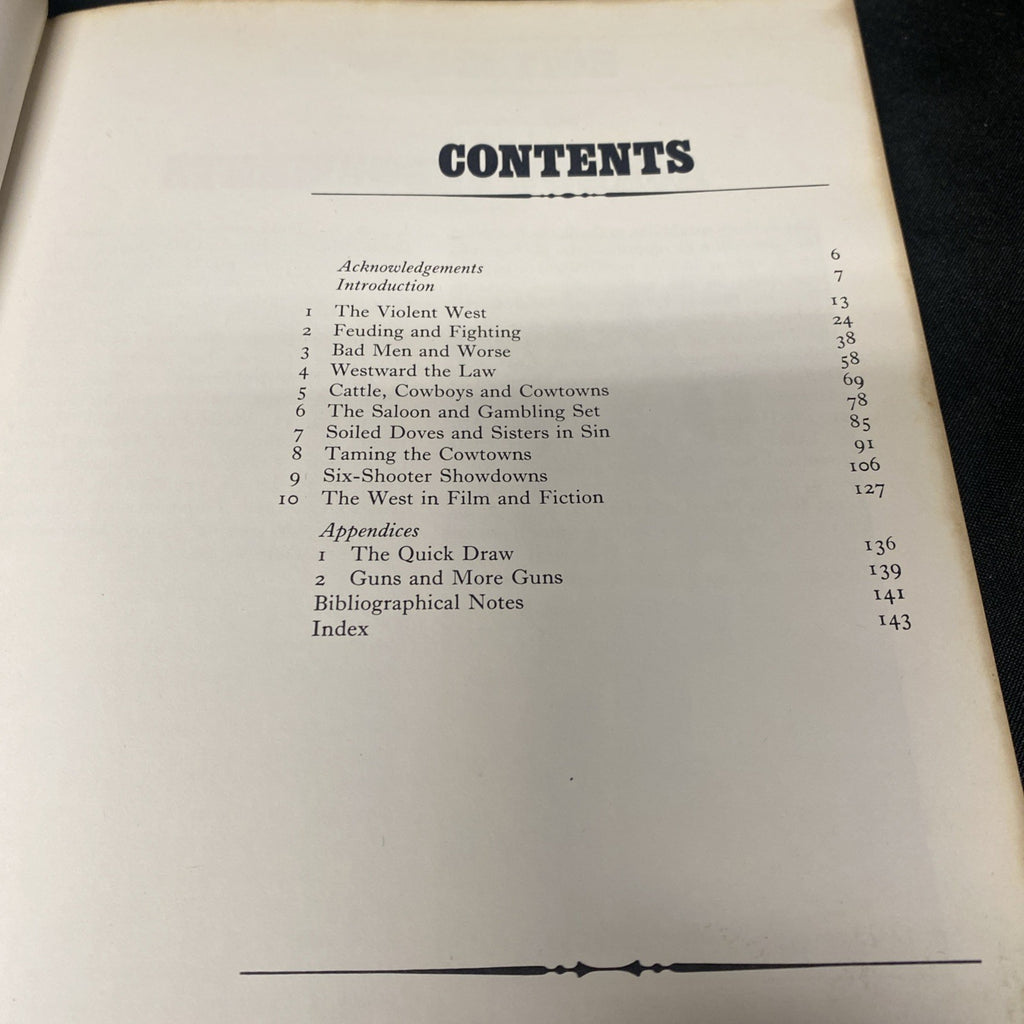 CONTENTS
Acknowledgements 6
Introduction 7
1 The Violent West 13
2 Feuding and Fighting 24
3 Bad Men and Worse 38
4 Westward the Law 58
5 Cattle, Cowboys and Cowtowns 69
6 The Saloon and Gambling Set 78
7 Soiled Doves and Sisters in Sin 85
8 Taming the Cowtowns 91
9 Six-Shooter Showdowns 106
10 The West in Film and Fiction 127
Appendices
1 The Quick Draw 136
2 Guns and More Guns 139
Bibliographical Notes 141
Index 143